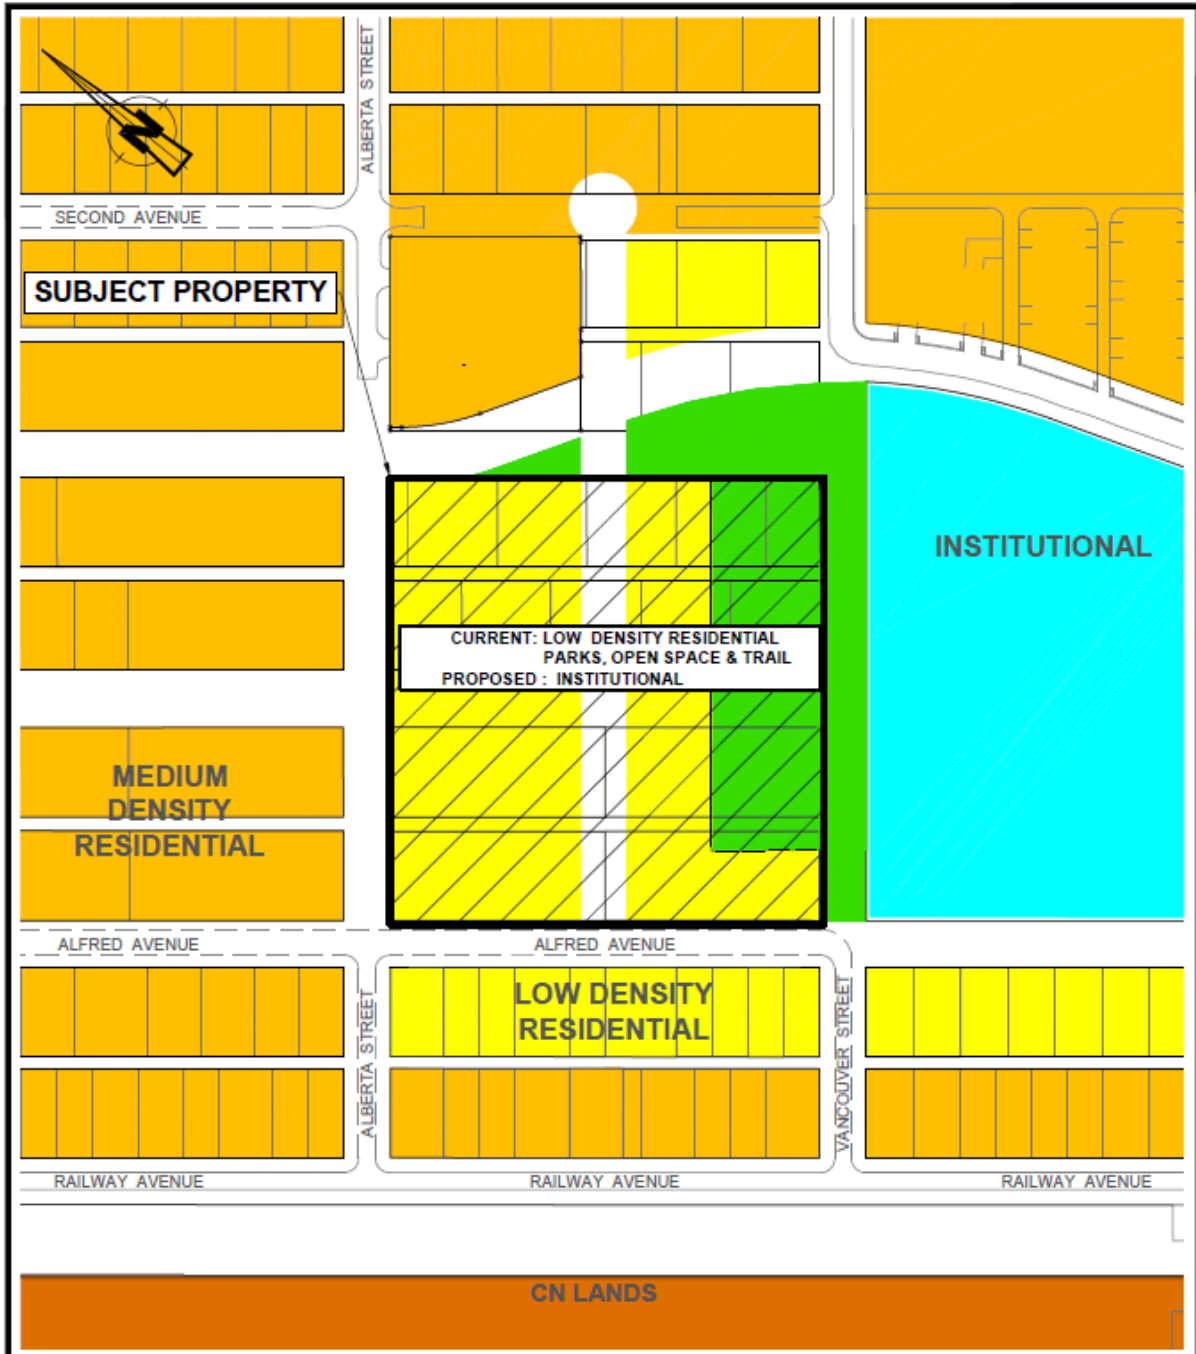 ALBERTA STREET
N
SECOND AVENUE
SUBJECT PROPERTY
INSTITUTIONAL
CURRENT: LOW DENSITY RESIDENTIAL
PARKS, OPEN SPACE & TRAIL
PROPOSED : INSTITUTIONAL
MEDIUM
DENSITY
RESIDENTIAL
ALFRED AVENUE
ALFRED AVENUE
LOW DENSITY
RESIDENTIAL
ALBERTA STREET
VANCOUVER STREET
RAILWAY AVENUE
RAILWAY AVENUE
RAILWAY AVENUE
CN LANDS